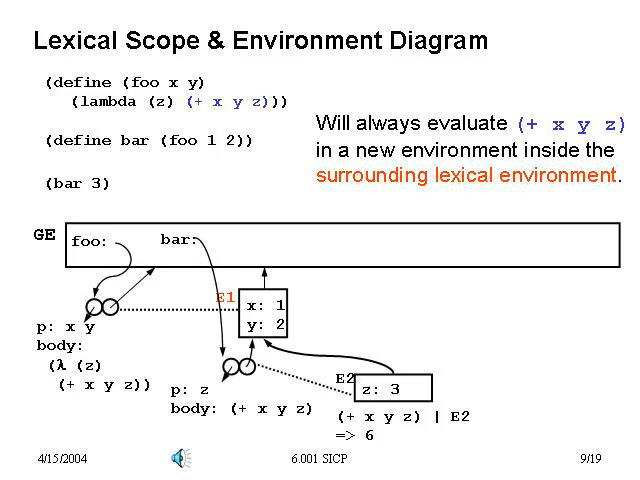 Lexical Scope & Environment Diagram
(define (foo x y)
(lambda (z) (+ x y z)))
(define bar (foo 1 2))
(bar 3)
Will always evaluate (+ x y z)
in a new environment inside the
surrounding lexical environment.
GE
foo:
bar:
E1
x: 1
y: 2
p: x y
body:
(λ (z)
(+ x y z))
p: z
body: (+ x y z)
E2
z: 3
(+ x y z) | E2
=> 6
4/15/2004
6.001 SICP
9/19